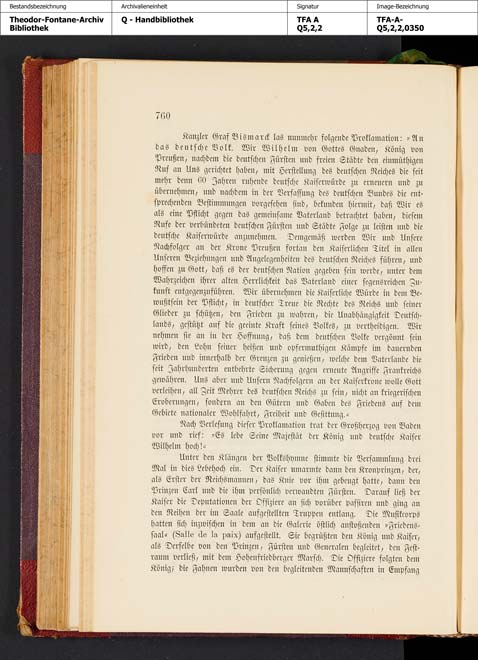 Bestandsbezeichnung
Archivalieneinheit
Signatur
Image-Bezeichnung
Theodor-Fontane-Archiv
Bibliothek
Q - Handbibliothek
TFA A
Q5,2,2
TFA-A-
Q5,2,2,0350
760
Kanzler Graf Bismarck las nunmehr folgende Proklamation: »An
das deutsche Volk. Wir Wilhelm von Gottes Gnaden, König von
Preußen, nachdem die deutschen Fürsten und freien Städte den einmüthigen
Ruf an Uns gerichtet haben, mit Herstellung des deutschen Reiches die seit
mehr denn 60 Jahren ruhende deutsche Kaiserwürde zu erneuern und zu
übernehmen, und nachdem in der Verfassung des deutschen Bundes die ent-
sprechenden Bestimmungen vorgesehen sind, bekunden hiermit, daß Wir es
als eine Pflicht gegen das gemeinsame Vaterland betrachtet haben, diesem
Rufe der verbündeten deutschen Fürsten und Städte Folge zu leisten und die
deutsche Kaiserwürde anzunehmen. Demgemäß werden Wir und Unsere
Nachfolger an der Krone Preußen fortan den Kaiserlichen Titel in allen
Unseren Beziehungen und Angelegenheiten des deutschen Reiches führen, und
hoffen zu Gott, daß es der deutschen Nation gegeben sein werde, unter dem
Wahrzeichen ihrer alten Herrlichkeit das Vaterland einer segensreichen Zu-
kunft entgegenzuführen. Wir übernehmen die Kaiserliche Würde in dem Be-
wußtsein der Pflicht, in deutscher Treue die Rechte des Reichs und seiner
Glieder zu schützen, den Frieden zu wahren, die Unabhängigkeit Deutsch-
lands, gestützt auf die geeinte Kraft seines Volkes, zu vertheidigen. Wir
nehmen sie an in der Hoffnung, daß dem deutschen Volke vergönnt sein
wird, den Lohn seiner heißen und opfermuthigen Kämpfe im dauernden
Frieden und innerhalb der Grenzen zu genießen, welche dem Vaterlande die
seit Jahrhunderten entbehrte Sicherung gegen erneute Angriffe Frankreichs
gewähren. Uns aber und Unsern Nachfolgern an der Kaiserkrone wolle Gott
verleihen, all Zeit Mehrer des deutschen Reichs zu sein, nicht an kriegerischen
Eroberungen, sondern an den Gütern und Gaben des Friedens auf dem
Gebiete nationaler Wohlfahrt, Freiheit und Gesittung.«
Nach Verlesung dieser Proklamation trat der Großherzog von Baden
vor und rief: »Es lebe Seine Majestät der König und deutsche Kaiser
Wilhelm hoch!«
Unter den Klängen der Volkshymne stimmte die Versammlung drei
Mal in dies Lebehoch ein. Der Kaiser umarmte dann den Kronprinzen, der,
als Erster der Reichsmannen, das Knie vor ihm gebeugt hatte, dann den
Prinzen Carl und die ihm persönlich verwandten Fürsten. Darauf ließ der
Kaiser die Deputationen der Offiziere an sich vorüber passiren und ging an
den Reihen der im Saale aufgestellten Truppen entlang. Die Musikcorps
hatten sich inzwischen in dem an die Galerie östlich anstoßenden »Friedens-
saal« (Salle de la paix) aufgestellt. Sie begrüßten den König und Kaiser,
als Derselbe von den Prinzen, Fürsten und Generalen begleitet, den Fest-
raum verließ, mit dem Hohenfriedberger Marsch. Die Offiziere folgten dem
König; die Fahnen wurden von den begleitenden Mannschaften in Empfang